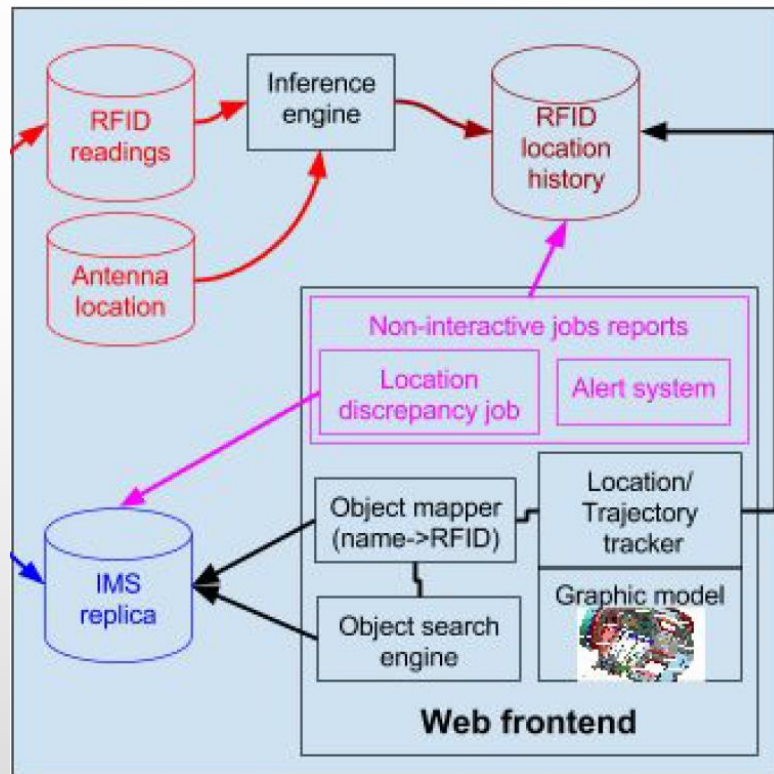 RFID
readings
Inference
engine
RFID
location
history
Antenna
location
Non-interactive jobs reports
Location
discrepancy job
Alert system
Object mapper
(name->RFID)
Location/
Trajectory
tracker
IMS
replica
Object search
engine
Graphic model
Web frontend